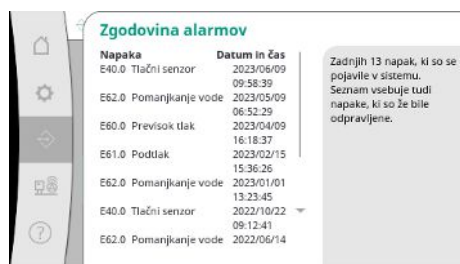 Zgodovina alarmov
Napaka Datum in čas
E40.0 Tlačni senzor 2023/06/09
09:58:39
E62.0 Pomanjkanje vode 2023/05/09
06:52:29
E60.0 Previsok tlak 2023/04/09
16:18:37
E61.0 Podtlak 2023/02/15
15:36:26
E62.0 Pomanjkanje vode 2023/01/01
13:23:45
E40.0 Tlačni senzor 2022/10/22
09:12:41
E62.0 Pomanjkanje vode 2022/06/14
Zadnjih 13 napak, ki so se
pojavile v sistemu.
Seznam vsebuje tudi
napake, ki so že bile
odpravljene.